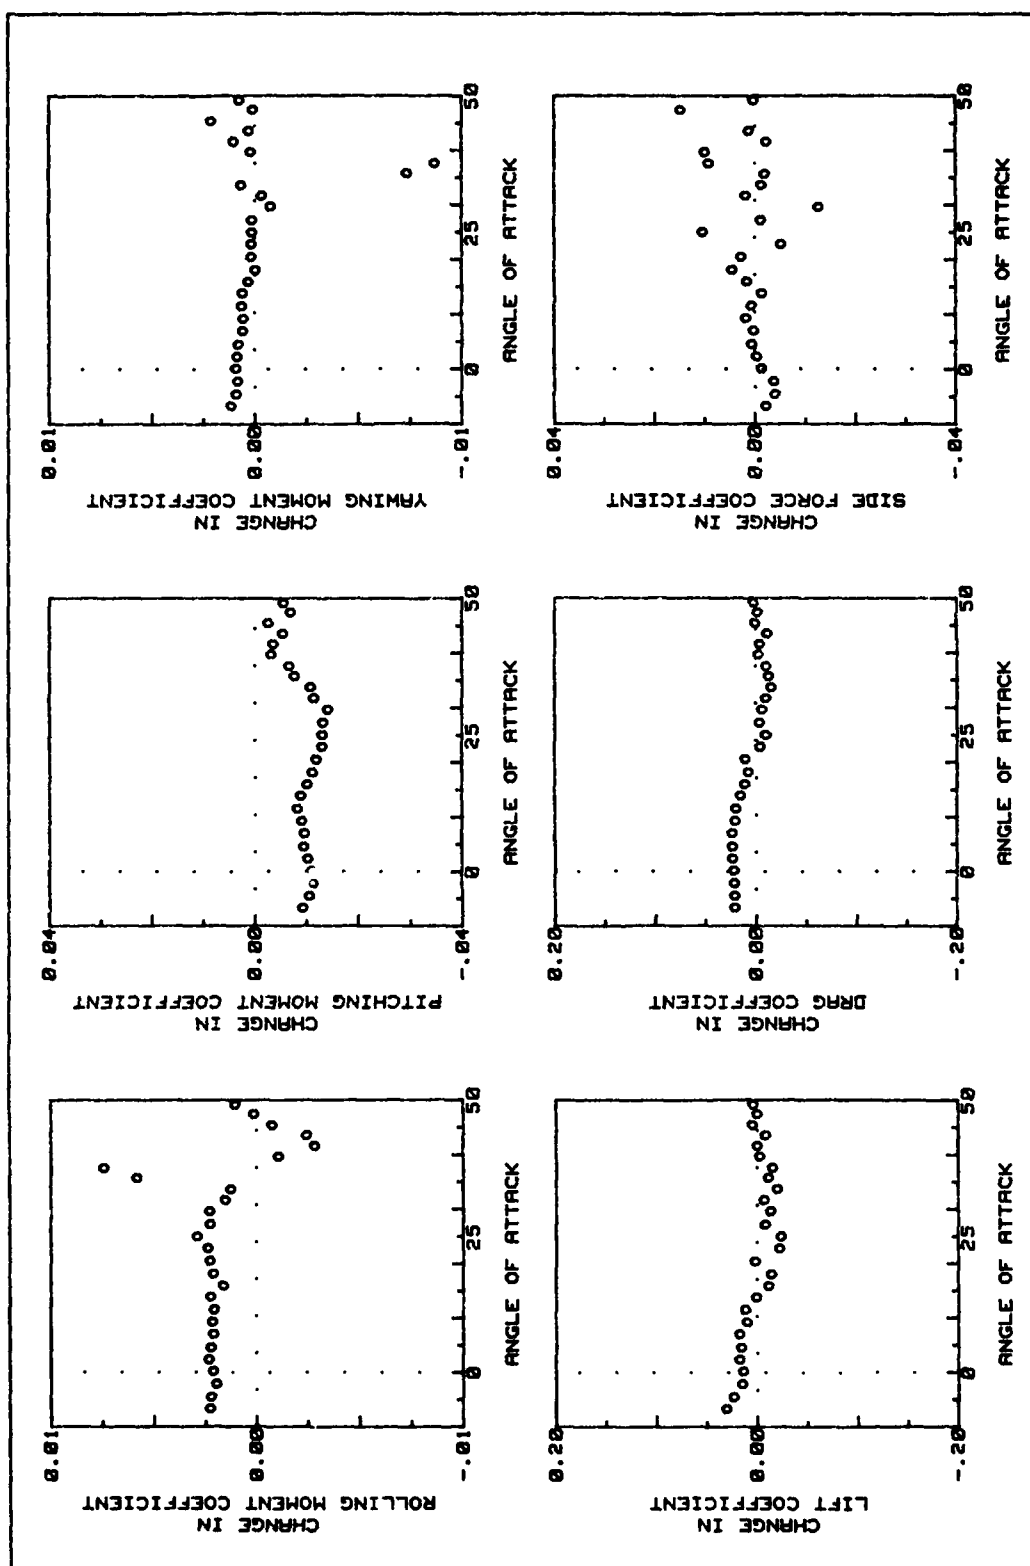 CHANGE IN
ROLLING MOMENT COEFFICIENT
0.01
0.00
-.01
0
25
50
ANGLE OF ATTACK
CHANGE IN
PITCHING MOMENT COEFFICIENT
0.04
0.00
-.04
0
25
50
ANGLE OF ATTACK
CHANGE IN
YAWING MOMENT COEFFICIENT
0.01
0.00
-.01
0
25
50
ANGLE OF ATTACK
CHANGE IN
LIFT COEFFICIENT
0.20
0.00
-.20
0
25
50
ANGLE OF ATTACK
CHANGE IN
DRAG COEFFICIENT
0.20
0.00
-.20
0
25
50
ANGLE OF ATTACK
CHANGE IN
SIDE FORCE COEFFICIENT
0.04
0.00
-.04
0
25
50
ANGLE OF ATTACK